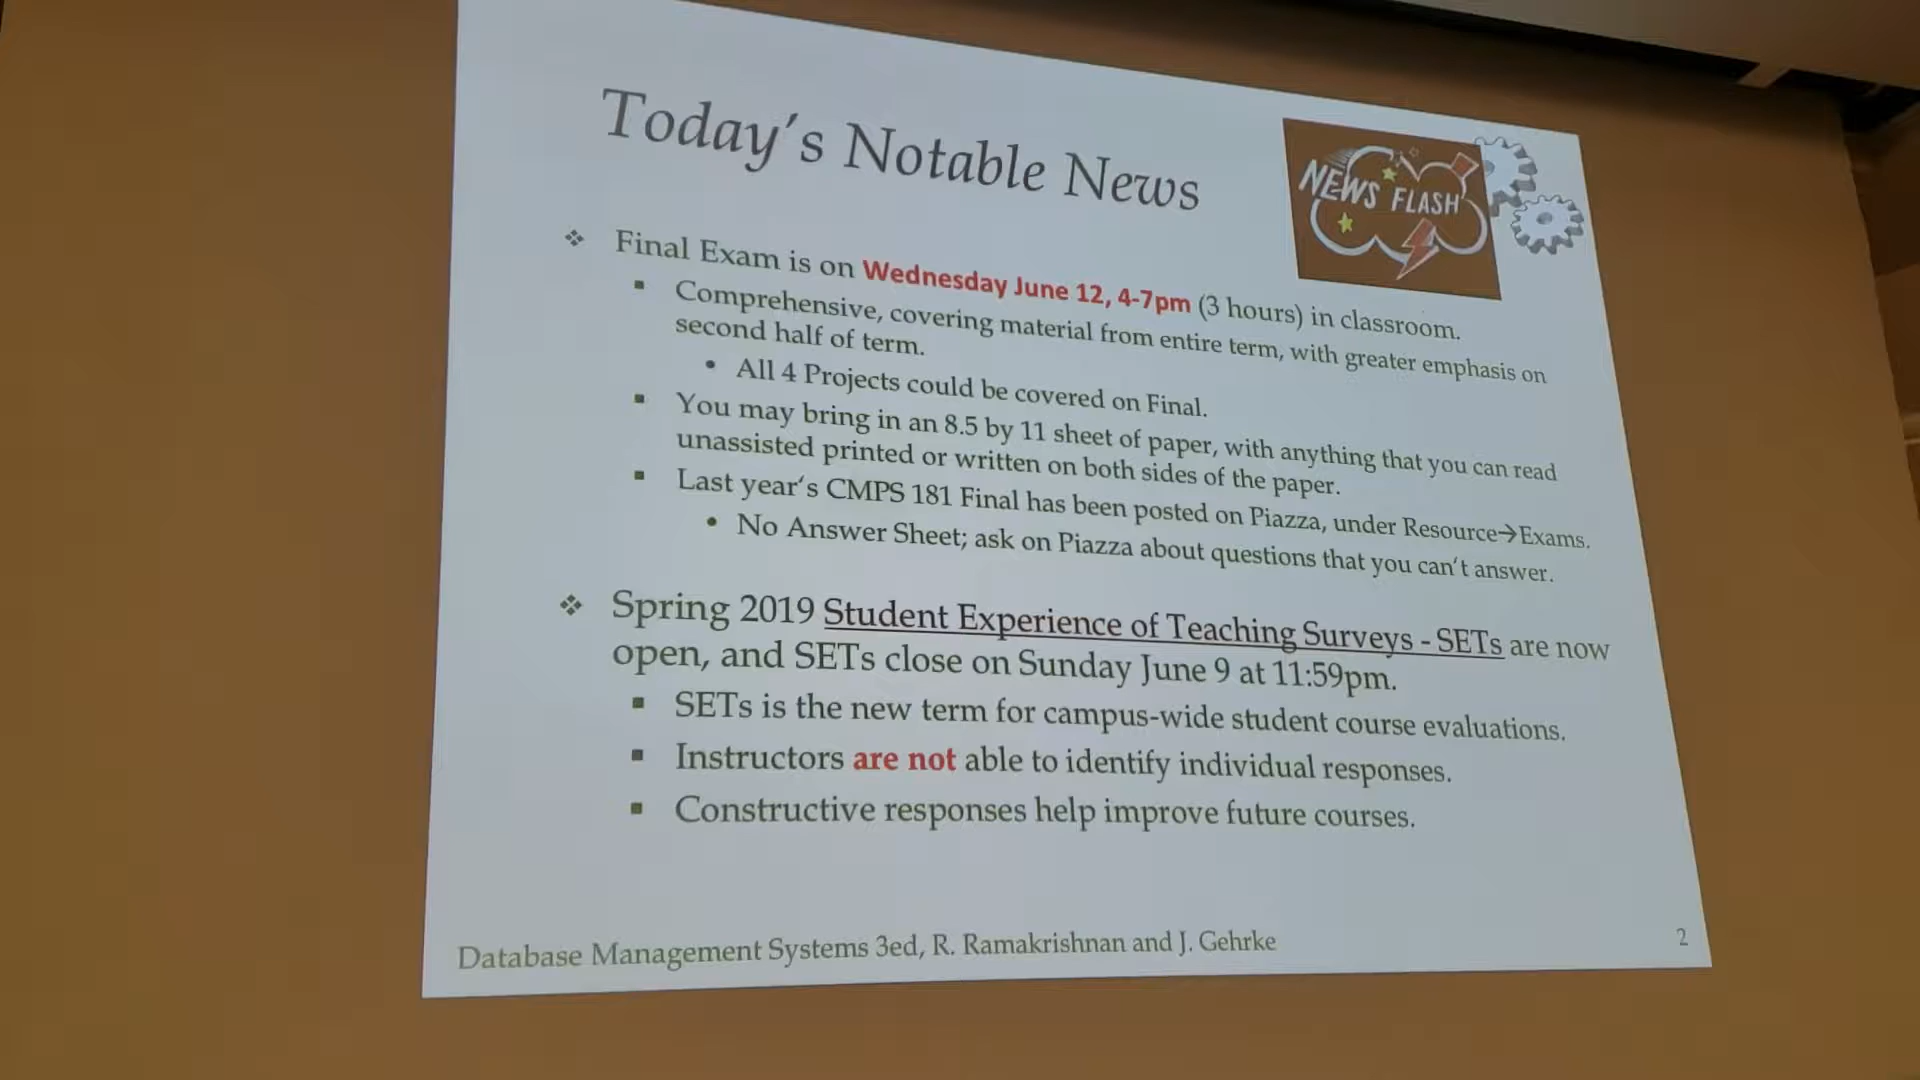 Today's Notable News
NEWS FLASH
❖ Final Exam is on Wednesday June 12, 4-7pm (3 hours) in classroom.
▪ Comprehensive, covering material from entire term, with greater emphasis on
second half of term.
• All 4 Projects could be covered on Final.
▪ You may bring in an 8.5 by 11 sheet of paper, with anything that you can read
unassisted printed or written on both sides of the paper.
▪ Last year's CMPS 181 Final has been posted on Piazza, under Resource→Exams.
• No Answer Sheet; ask on Piazza about questions that you can't answer.
❖ Spring 2019 Student Experience of Teaching Surveys - SETs are now
open, and SETs close on Sunday June 9 at 11:59pm.
▪ SETs is the new term for campus-wide student course evaluations.
▪ Instructors are not able to identify individual responses.
▪ Constructive responses help improve future courses.
Database Management Systems 3ed, R. Ramakrishnan and J. Gehrke
2